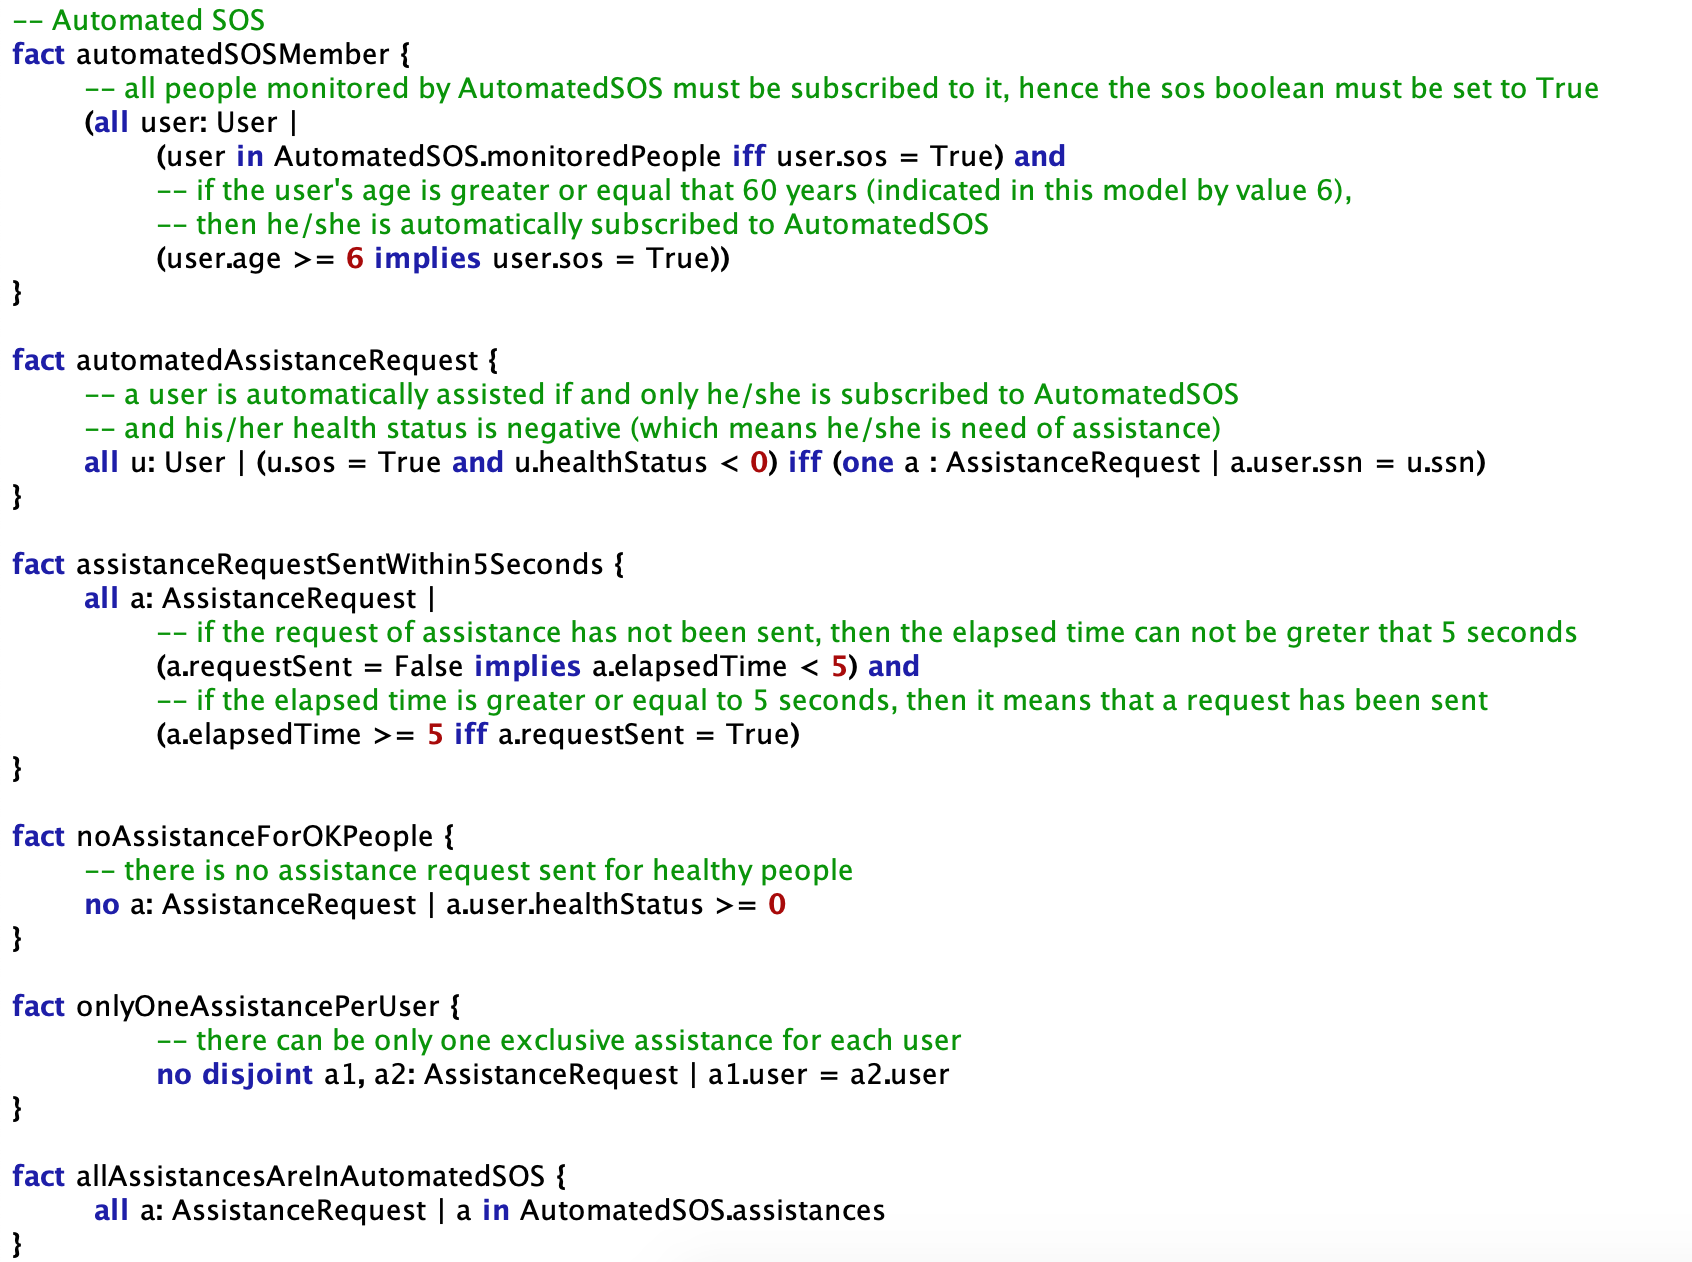 -- Automated SOS
fact automatedSOSMember {
-- all people monitored by AutomatedSOS must be subscribed to it, hence the sos boolean must be set to True
(all user: User |
(user in AutomatedSOS.monitoredPeople iff user.sos = True) and
-- if the user's age is greater or equal that 60 years (indicated in this model by value 6),
-- then he/she is automatically subscribed to AutomatedSOS
(user.age >= 6 implies user.sos = True))
}
fact automatedAssistanceRequest {
-- a user is automatically assisted if and only he/she is subscribed to AutomatedSOS
-- and his/her health status is negative (which means he/she is need of assistance)
all u: User | (u.sos = True and u.healthStatus < 0) iff (one a : AssistanceRequest | a.user.ssn = u.ssn)
}
fact assistanceRequestSentWithin5Seconds {
all a: AssistanceRequest |
-- if the request of assistance has not been sent, then the elapsed time can not be greter that 5 seconds
(a.requestSent = False implies a.elapsedTime < 5) and
-- if the elapsed time is greater or equal to 5 seconds, then it means that a request has been sent
(a.elapsedTime >= 5 iff a.requestSent = True)
}
fact noAssistanceForOKPeople {
-- there is no assistance request sent for healthy people
no a: AssistanceRequest | a.user.healthStatus >= 0
}
fact onlyOneAssistancePerUser {
-- there can be only one exclusive assistance for each user
no disjoint a1, a2: AssistanceRequest | a1.user = a2.user
}
fact allAssistancesAreInAutomatedSOS {
all a: AssistanceRequest | a in AutomatedSOS.assistances
}